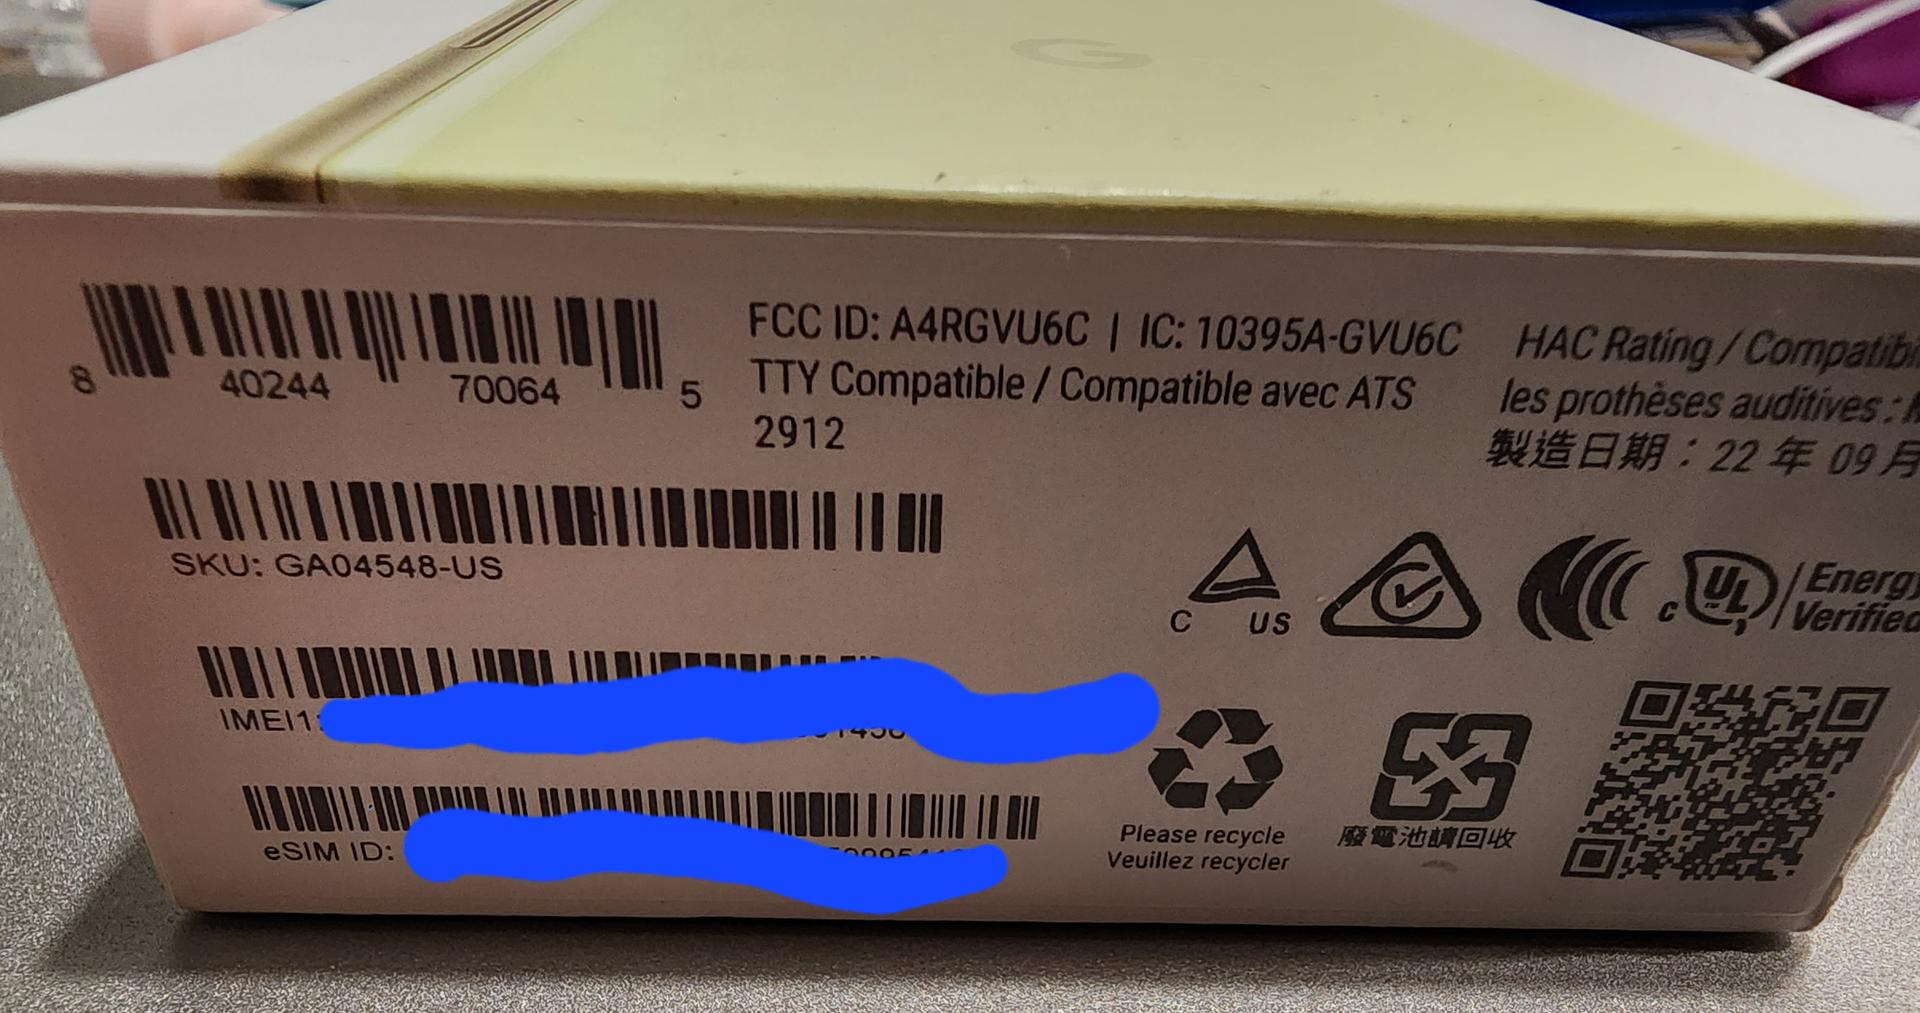 G
8 40244 70064 5
FCC ID: A4RGVU6C | IC: 10395A-GVU6C
TTY Compatible / Compatible avec ATS
2912
HAC Rating /
les prothèses auditives :
製造日期：22 年 09 月
SKU: GA04548-US
C US
c UL Energy
Verified
IMEI1:
eSIM ID:
Please recycle
Veuillez recycler
廢電池請回收